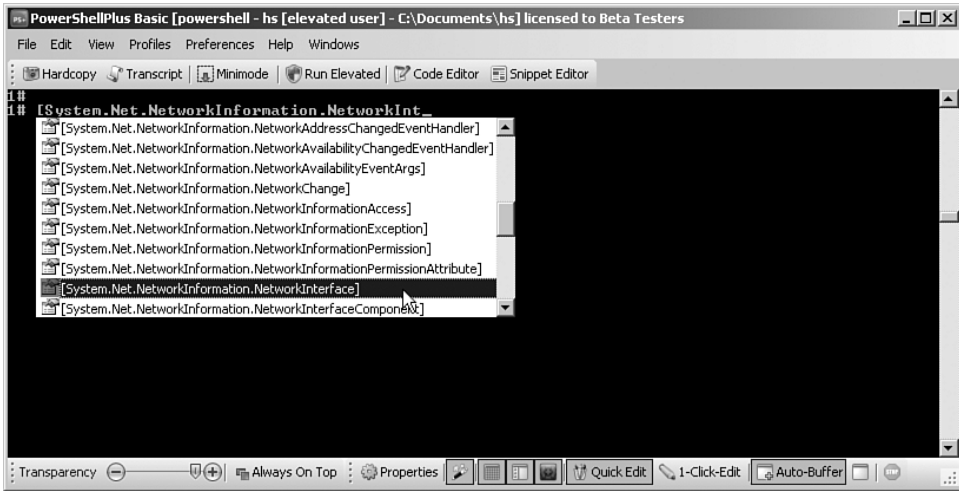 PowerShellPlus Basic [powershell - hs [elevated user] - C:\Documents\hs] licensed to Beta Testers
File Edit View Profiles Preferences Help Windows
Hardcopy Transcript Minimode Run Elevated Code Editor Snippet Editor
1#
1# [System.Net.NetworkInformation.NetworkInt_
[System.Net.NetworkInformation.NetworkAddressChangedEventHandler]
[System.Net.NetworkInformation.NetworkAvailabilityChangedEventHandler]
[System.Net.NetworkInformation.NetworkAvailabilityEventArgs]
[System.Net.NetworkInformation.NetworkChange]
[System.Net.NetworkInformation.NetworkInformationAccess]
[System.Net.NetworkInformation.NetworkInformationException]
[System.Net.NetworkInformation.NetworkInformationPermission]
[System.Net.NetworkInformation.NetworkInformationPermissionAttribute]
[System.Net.NetworkInformation.NetworkInterface]
[System.Net.NetworkInformation.NetworkInterfaceComponent]
Transparency Always On Top Properties Quick Edit 1-Click-Edit Auto-Buffer STOP